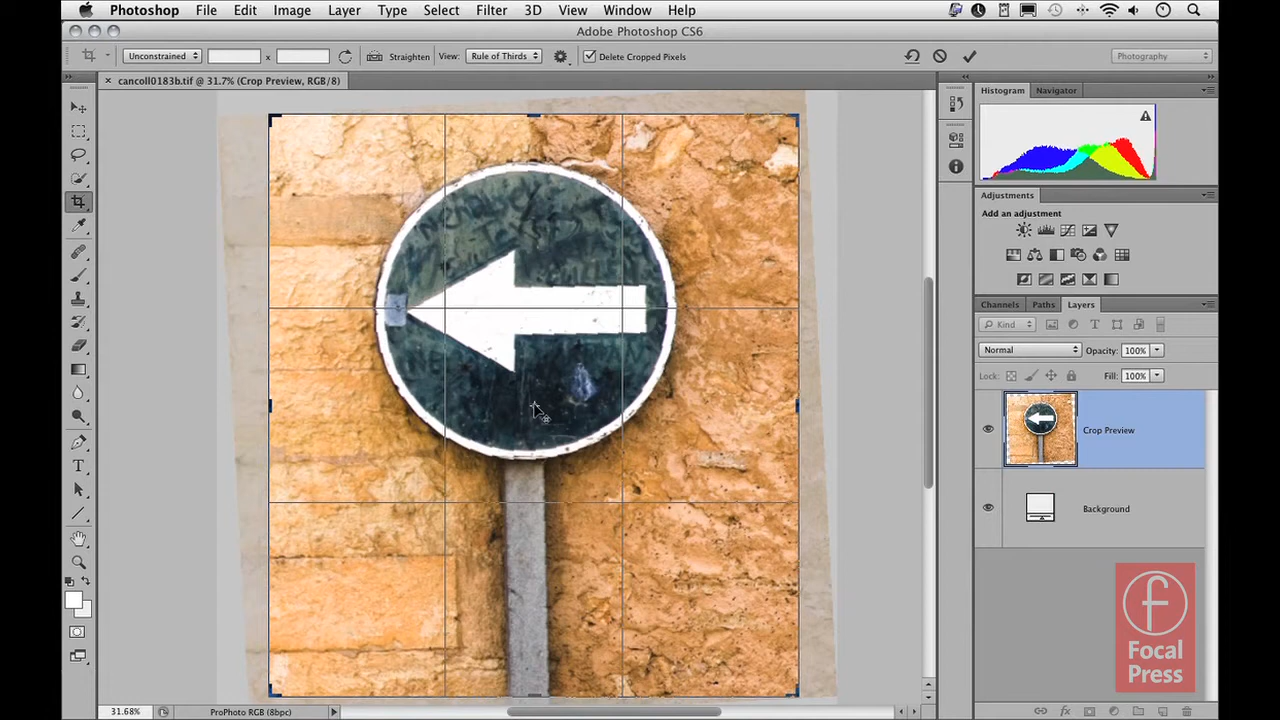 Photoshop File Edit Image Layer Type Select Filter 3D View Window Help
Adobe Photoshop CS6
Unconstrained x Straighten View: Rule of Thirds Delete Cropped Pixels Photography
× cancoll0183b.tif @ 31.7% (Crop Preview, RGB/8)
Histogram Navigator
Adjustments
Add an adjustment
Channels Paths Layers
Kind
Normal Opacity: 100%
Lock: Fill: 100%
Crop Preview
Background
f
Focal
Press
31.68% ProPhoto RGB (8bpc)